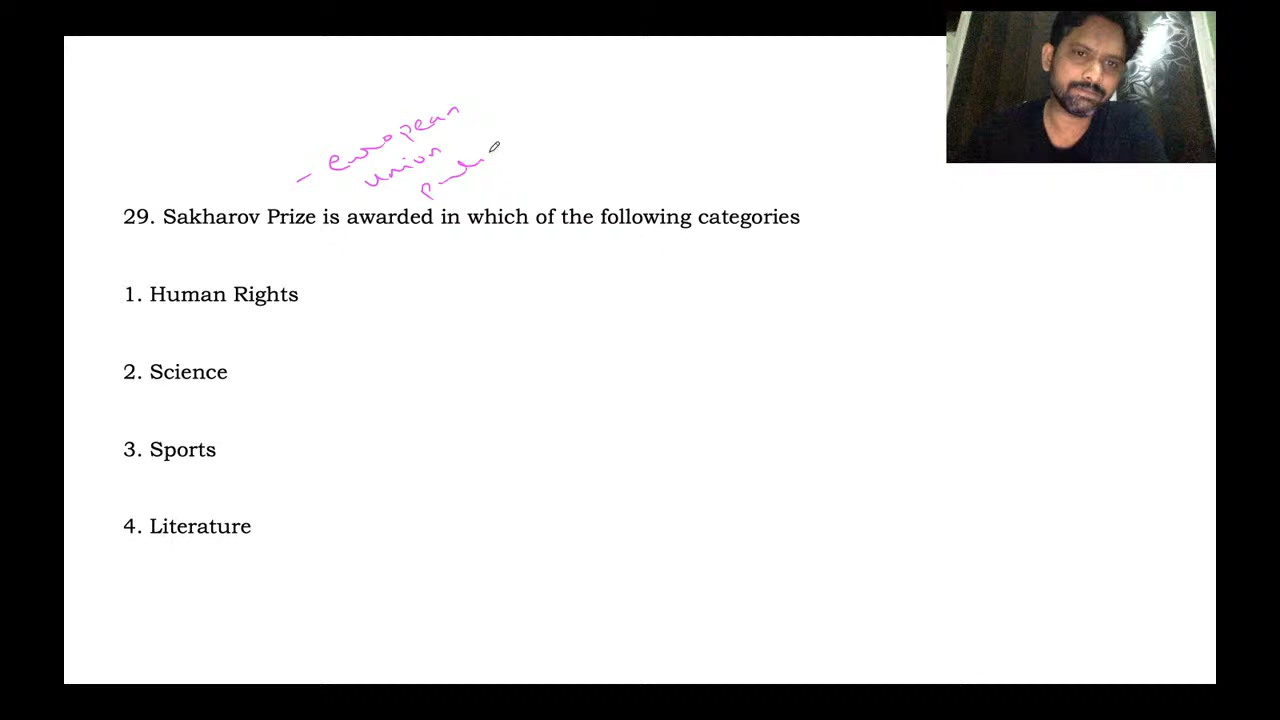 - European
union
29. Sakharov Prize is awarded in which of the following categories
1. Human Rights
2. Science
3. Sports
4. Literature